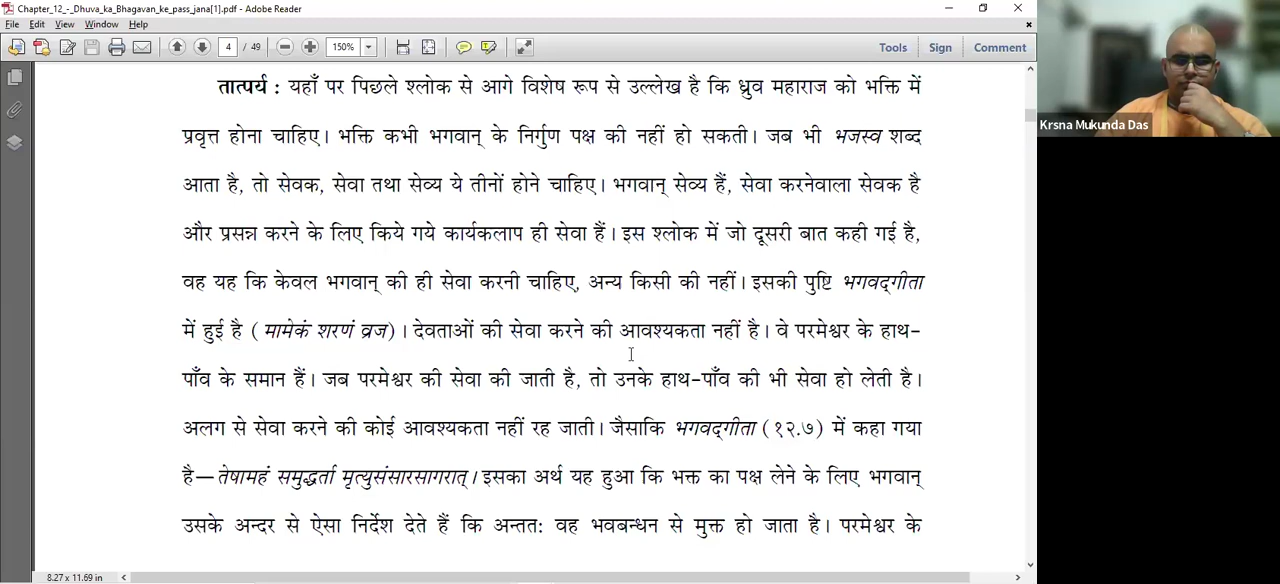 Chapter_12_-_Dhuva_ka_Bhagavan_ke_pass_jana[1].pdf - Adobe Reader
File Edit View Window Help
4 / 49 150% Tools Sign Comment
तात्पर्य : यहाँ पर पिछले श्लोक से आगे विशेष रूप से उल्लेख है कि ध्रुव महाराज को भक्ति में
प्रवृत्त होना चाहिए। भक्ति कभी भगवान् के निर्गुण पक्ष की नहीं हो सकती। जब भी भजस्व शब्द
आता है, तो सेवक, सेवा तथा सेव्य ये तीनों होने चाहिए। भगवान् सेव्य हैं, सेवा करनेवाला सेवक है
और प्रसन्न करने के लिए किये गये कार्यकलाप ही सेवा हैं। इस श्लोक में जो दूसरी बात कही गई है,
वह यह कि केवल भगवान् की ही सेवा करनी चाहिए, अन्य किसी की नहीं। इसकी पुष्टि भगवद्गीता
में हुई है (मामेकं शरणं व्रज)। देवताओं की सेवा करने की आवश्यकता नहीं है। वे परमेश्वर के हाथ-
पाँव के समान हैं। जब परमेश्वर की सेवा की जाती है, तो उनके हाथ-पाँव की भी सेवा हो लेती है।
अलग से सेवा करने की कोई आवश्यकता नहीं रह जाती। जैसाकि भगवद्गीता (१२.७) में कहा गया
है—तेषामहं समुद्धर्ता मृत्युसंसारसागरात्। इसका अर्थ यह हुआ कि भक्त का पक्ष लेने के लिए भगवान्
उसके अन्दर से ऐसा निर्देश देते हैं कि अन्तत: वह भवबन्धन से मुक्त हो जाता है। परमेश्वर के
8.27 x 11.69 in
Krsna Mukunda Das